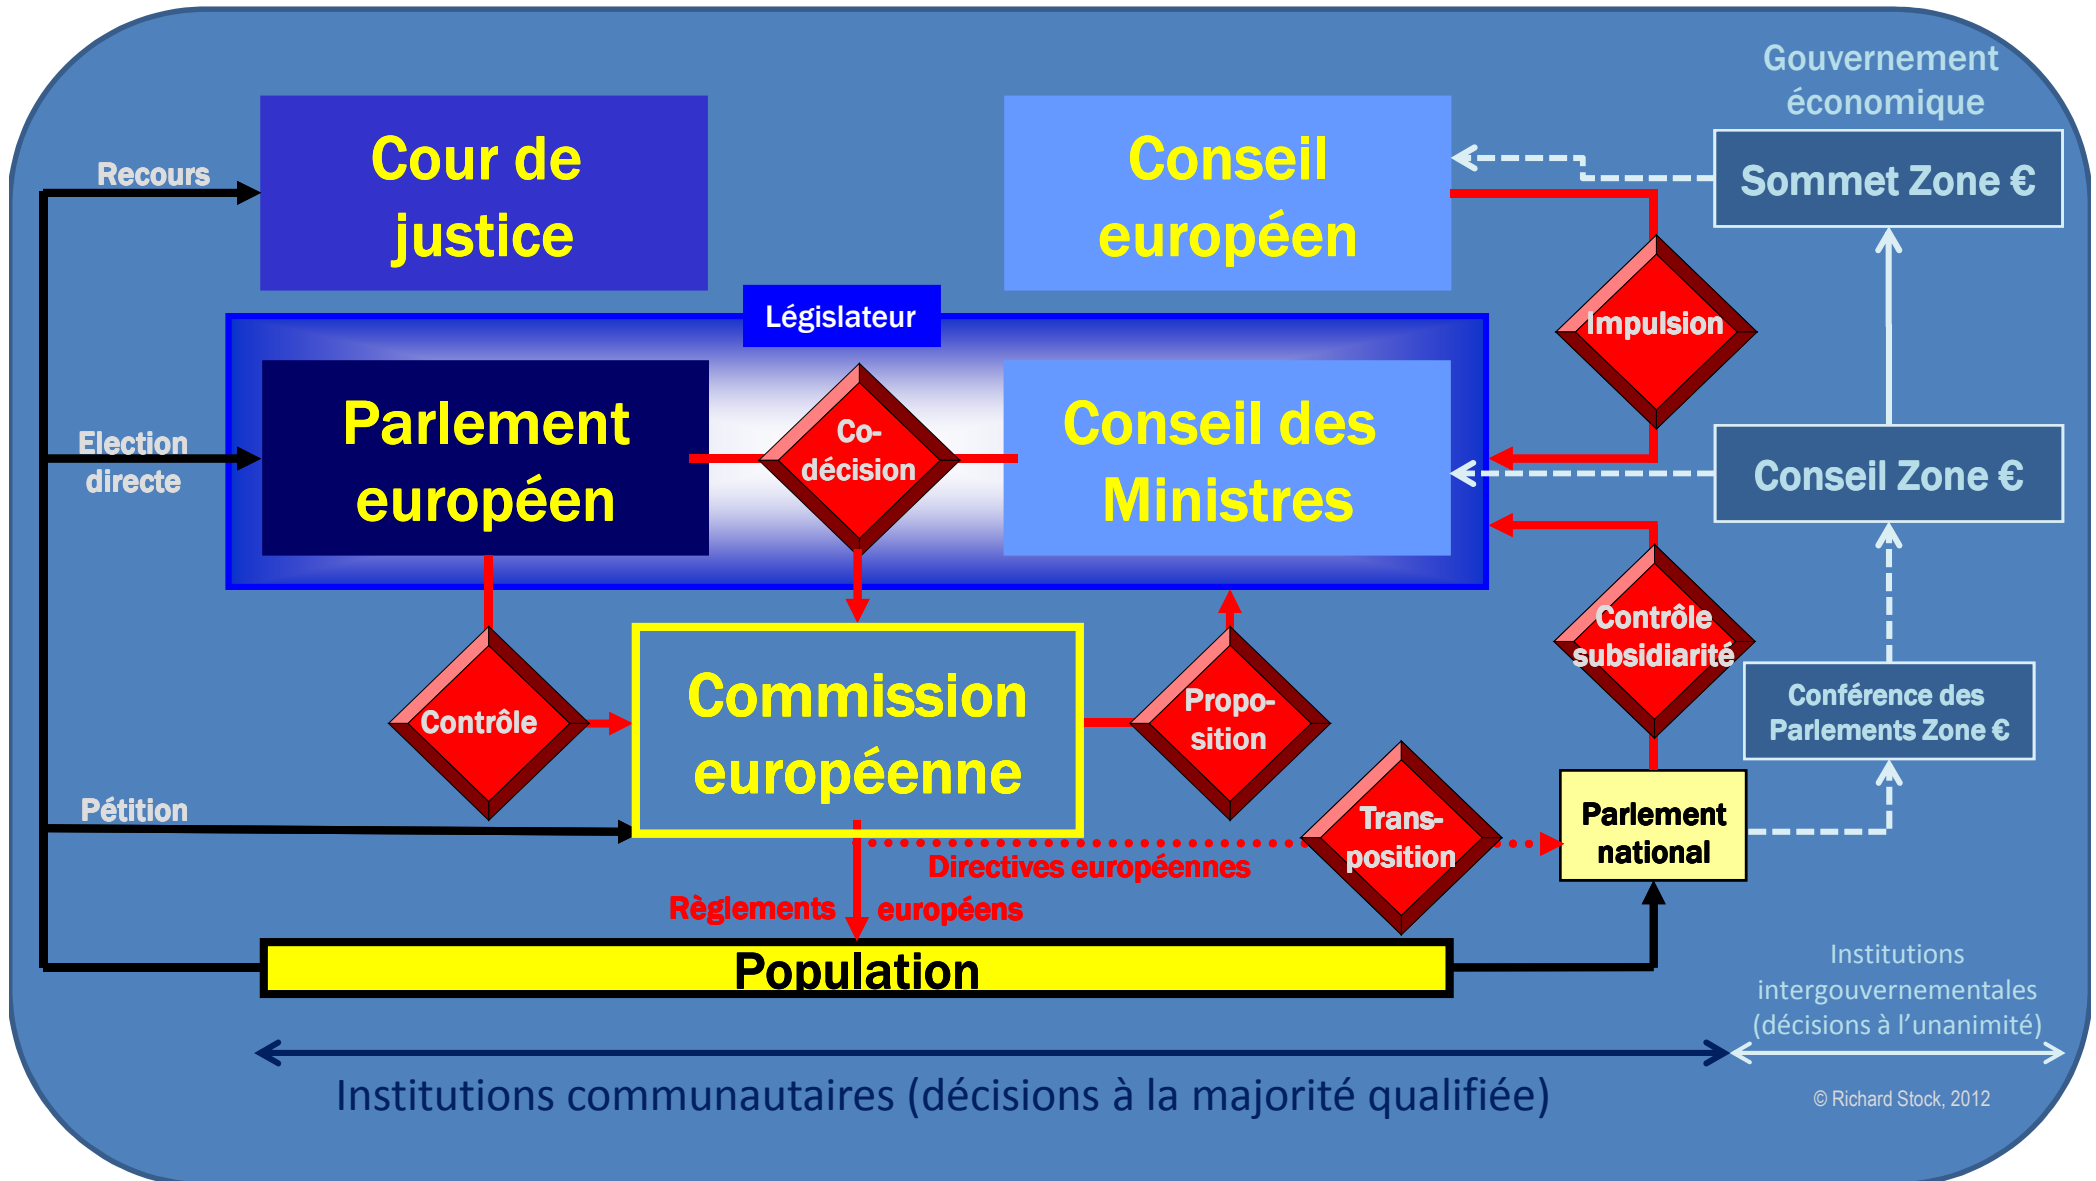 Gouvernement
économique
Cour de
justice
Conseil
européen
Sommet Zone €
Recours
Impulsion
Législateur
Parlement
européen
Co-
décision
Conseil des
Ministres
Conseil Zone €
Election
directe
Contrôle
subsidiarité
Contrôle
Commission
européenne
Propo-
sition
Conférence des
Parlements Zone €
Pétition
Trans-
position
Parlement
national
Directives européennes
Règlements européens
Population
Institutions
intergouvernementales
(décisions à l'unanimité)
Institutions communautaires (décisions à la majorité qualifiée)
© Richard Stock, 2012